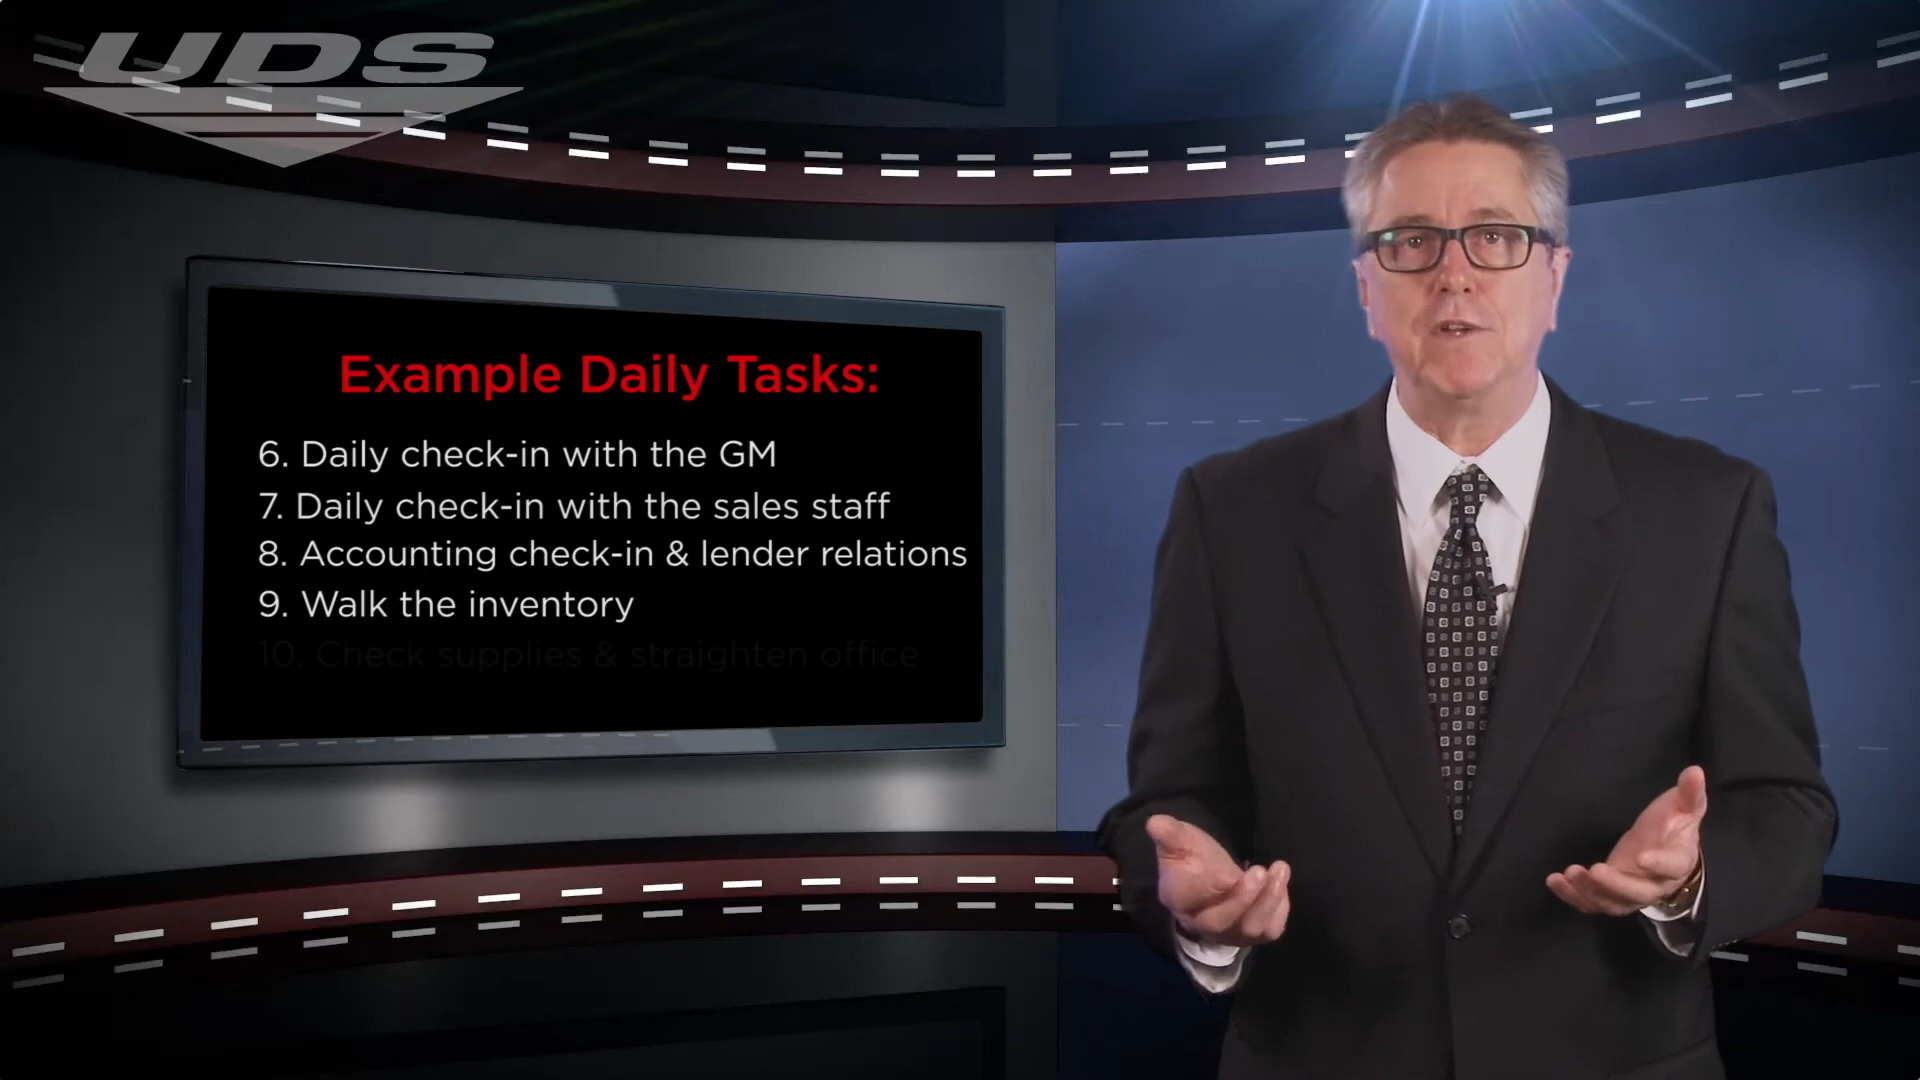 UDS
Example Daily Tasks:
6. Daily check-in with the GM
7. Daily check-in with the sales staff
8. Accounting check-in & lender relations
9. Walk the inventory
10. Check supplies & straighten office